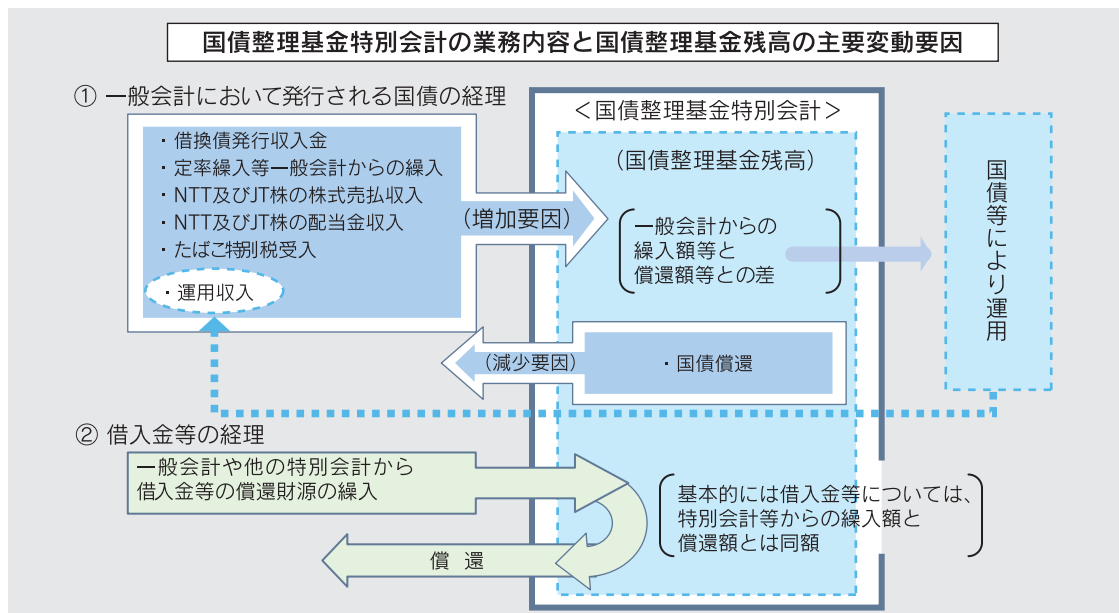 国債整理基金特別会計の業務内容と国債整理基金残高の主要変動要因
① 一般会計において発行される国債の経理
・借換債発行収入金
・定率繰入等一般会計からの繰入
・NTT及びJT株の株式売払収入
・NTT及びJT株の配当金収入
・たばこ特別税受入
・運用収入
（増加要因）
＜国債整理基金特別会計＞
（国債整理基金残高）
一般会計からの
繰入額等と
償還額等との差
国債等により運用
（減少要因）
・国債償還
② 借入金等の経理
一般会計や他の特別会計から
借入金等の償還財源の繰入
基本的には借入金等については、
特別会計等からの繰入額と
償還額とは同額
償 還